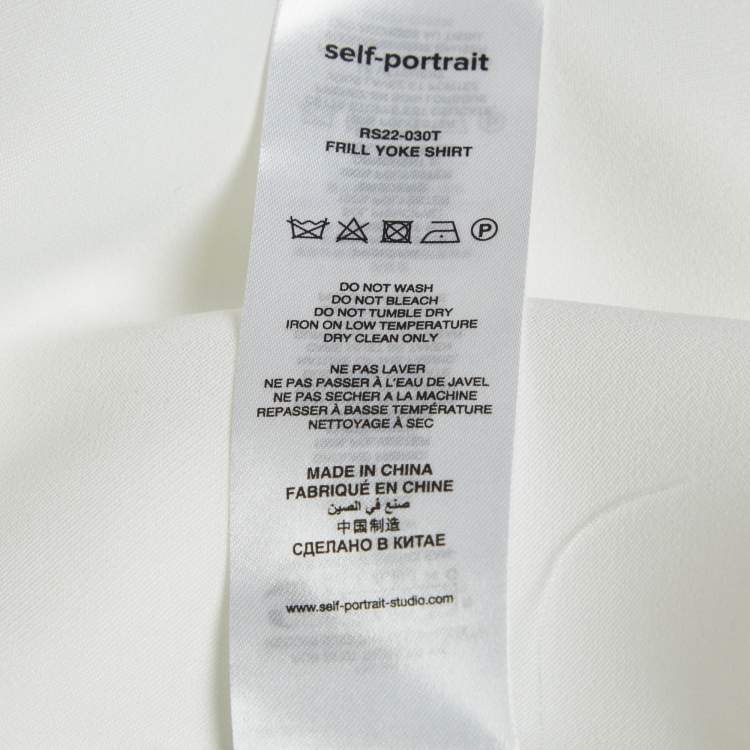 self-portrait
RS22-030T
FRILL YOKE SHIRT
P
DO NOT WASH
DO NOT BLEACH
DO NOT TUMBLE DRY
IRON ON LOW TEMPERATURE
DRY CLEAN ONLY
NE PAS LAVER
NE PAS PASSER À L'EAU DE JAVEL
NE PAS SECHER A LA MACHINE
REPASSER À BASSE TEMPÉRATURE
NETTOYAGE À SEC
MADE IN CHINA
FABRIQUÉ EN CHINE
صنع في الصين
中国制造
СДЕЛАНО В КИТАЕ
www.self-portrait-studio.com